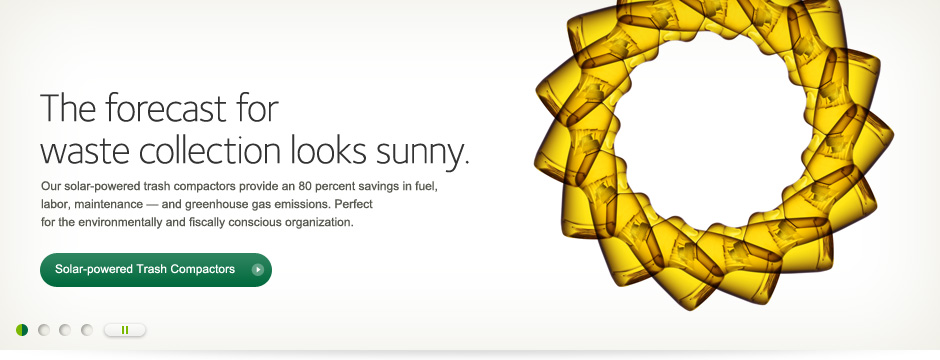 The forecast for
waste collection looks sunny.
Our solar-powered trash compactors provide an 80 percent savings in fuel,
labor, maintenance — and greenhouse gas emissions. Perfect
for the environmentally and fiscally conscious organization.
Solar-powered Trash Compactors